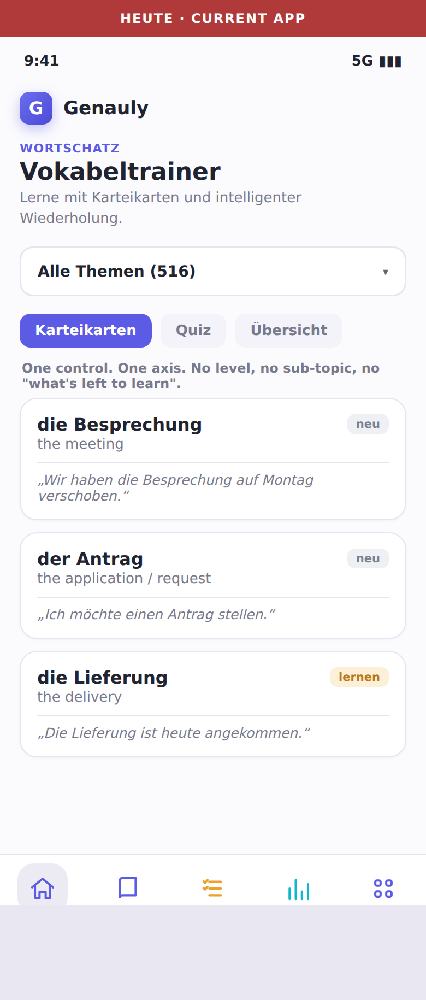 HEUTE · CURRENT APP
9:41
5G
G
Genauly
WORTSCHATZ
Vokabeltrainer
Lerne mit Karteikarten und intelligenter
Wiederholung.
Alle Themen (516)
Karteikarten
Quiz
Übersicht
One control. One axis. No level, no sub-topic, no
"what's left to learn".
die Besprechung
neu
the meeting
„Wir haben die Besprechung auf Montag
verschoben.“
der Antrag
neu
the application / request
„Ich möchte einen Antrag stellen.“
die Lieferung
lernen
the delivery
„Die Lieferung ist heute angekommen.“